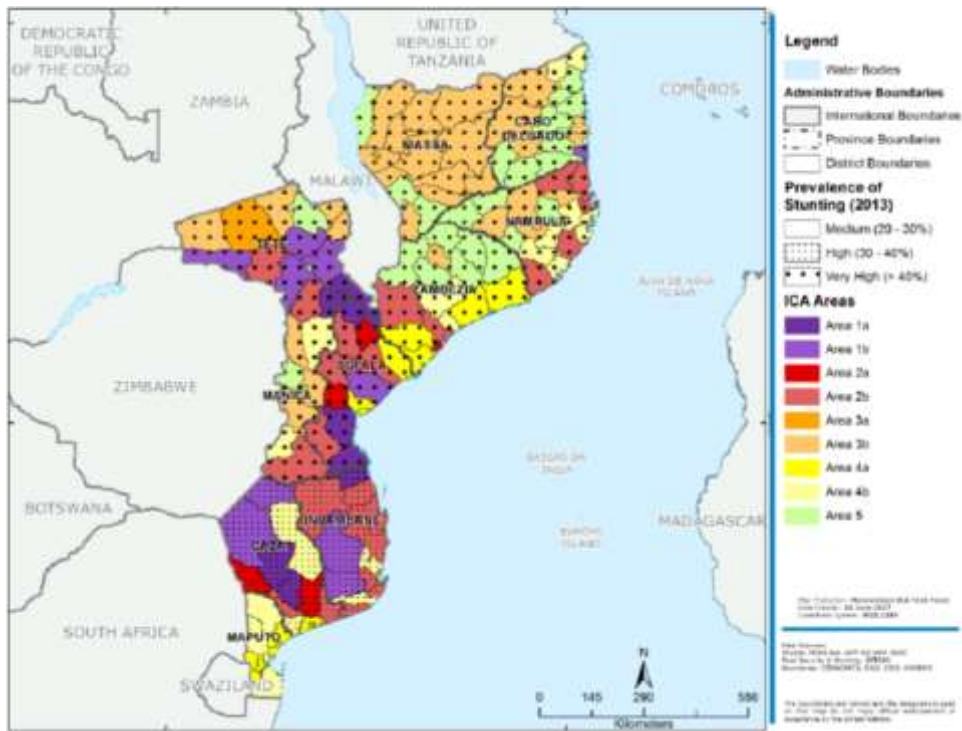 DEMOCRATIC
REPUBLIC
OF THE CONGO
UNITED
REPUBLIC OF
TANZANIA
ZAMBIA
COMOROS
MALAWI
NIASSA
CABO
DELGADO
NAMPULA
TETE
ZAMBEZIA
SOFALA
MANICA
ZIMBABWE
BOTSWANA
INHAMBANE
GAZA
MADAGASCAR
SOUTH AFRICA
MAPUTO
SWAZILAND
N
0 145 290 580
Kilometers
Legend
Water Bodies
Administrative Boundaries
International Boundaries
Province Boundaries
District Boundaries
Prevalence of
Stunting (2013)
Medium (20 - 30%)
High (30 - 40%)
Very High (> 40%)
ICA Areas
Area 1a
Area 1b
Area 2a
Area 2b
Area 3a
Area 3b
Area 4a
Area 4b
Area 5